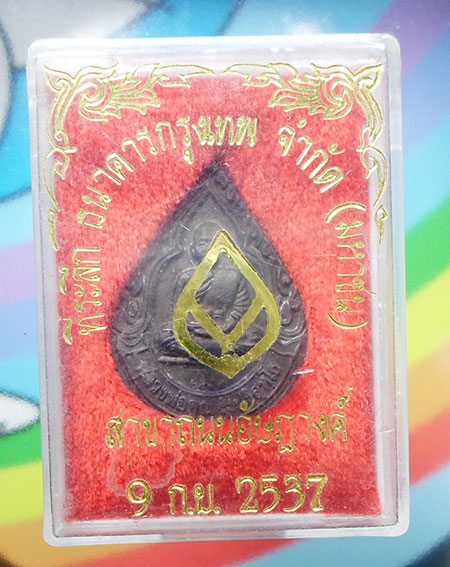 ที่ระลึก ธนาคารกรุงเทพ จำกัด (มหาชน)
สาขาถนนอัษฎางค์
9 ก.ย. 2537